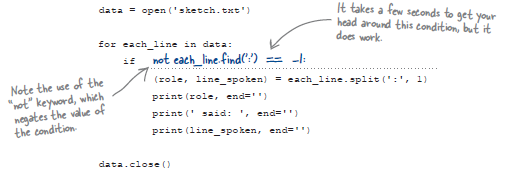 data = open('sketch.txt')
It takes a few seconds to get your
head around this condition, but it
does work.
for each_line in data:
if not each_line.find(':') == -1:
Note the use of the
"not" keyword, which
negates the value of
the condition.
(role, line_spoken) = each_line.split(':', 1)
print(role, end='')
print(' said: ', end='')
print(line_spoken, end='')
data.close()